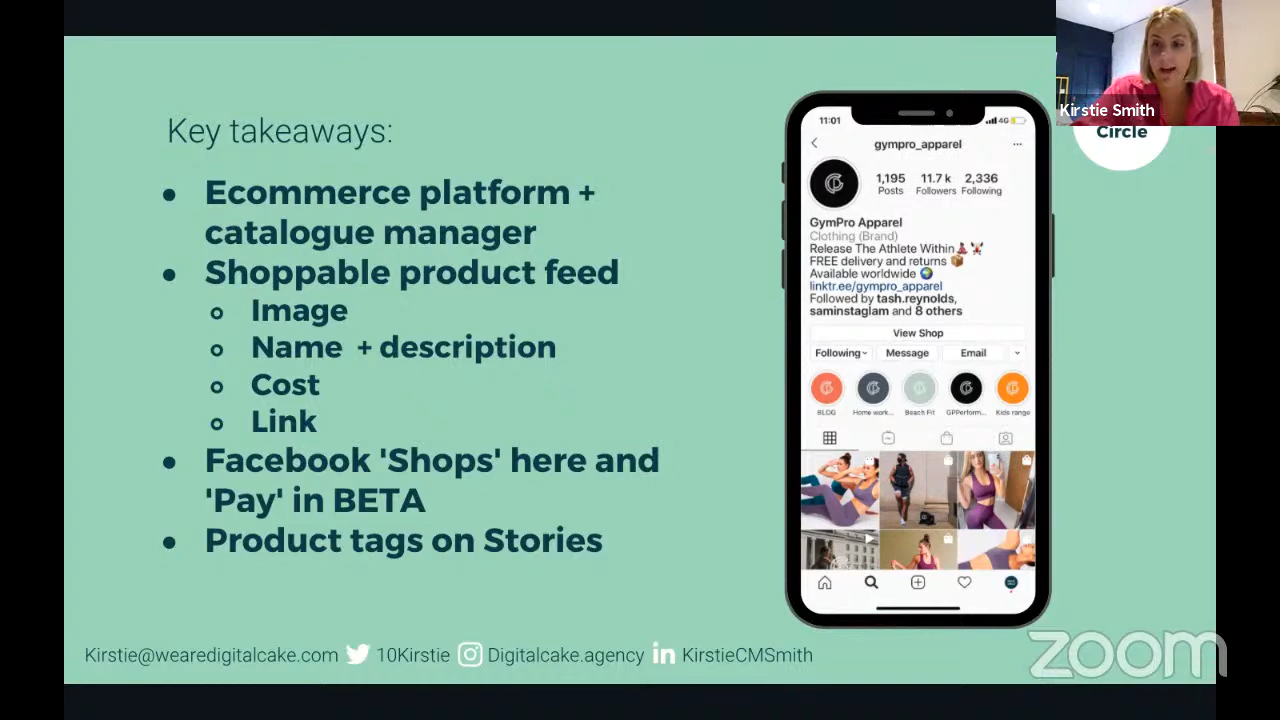 Kirstie Smith
Circle
Key takeaways:
Ecommerce platform +
catalogue manager
Shoppable product feed
Image
Name + description
Cost
Link
Facebook 'Shops' here and
'Pay' in BETA
Product tags on Stories
11:01
4G
gympro_apparel
1,195 11.7k 2,336
Posts Followers Following
GymPro Apparel
Clothing (Brand)
Release The Athlete Within
FREE delivery and returns
Available worldwide
linktr.ee/gympro_apparel
Followed by tash.reynolds,
saminstaglam and 8 others
View Shop
Following Message Email
BLOG Home work... Beach Fit GPPerform... Kids range
Kirstie@wearedigitalcake.com 10Kirstie Digitalcake.agency KirstieCMSmith
zoom